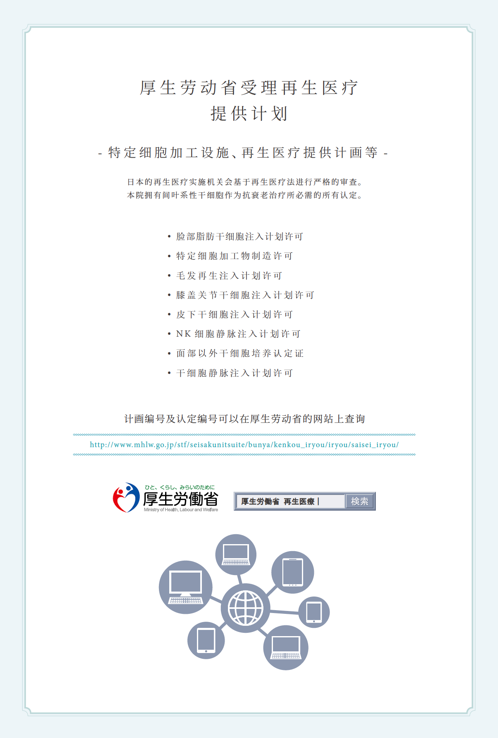 厚生劳动省受理再生医疗
提供计划
- 特定细胞加工设施、再生医疗提供计画等 -
日本的再生医疗实施机关会基于再生医疗法进行严格的审查。
本院拥有间叶系性干细胞作为抗衰老治疗所必需的所有认定。
• 脸部脂肪干细胞注入计划许可
• 特定细胞加工物制造许可
• 毛发再生注入计划许可
• 膝盖关节干细胞注入计划许可
• 皮下干细胞注入计划许可
• NK 细胞静脉注入计划许可
• 面部以外干细胞培养认定证
• 干细胞静脉注入计划许可
计画编号及认定编号可以在厚生劳动省的网站上查询
http://www.mhlw.go.jp/stf/seisakunitsuite/bunya/kenkou_iryou/iryou/saisei_iryou/
ひと、くらし、みらいのために
厚生労働省
Ministry of Health, Labour and Welfare
厚生労働省 再生医療
検索